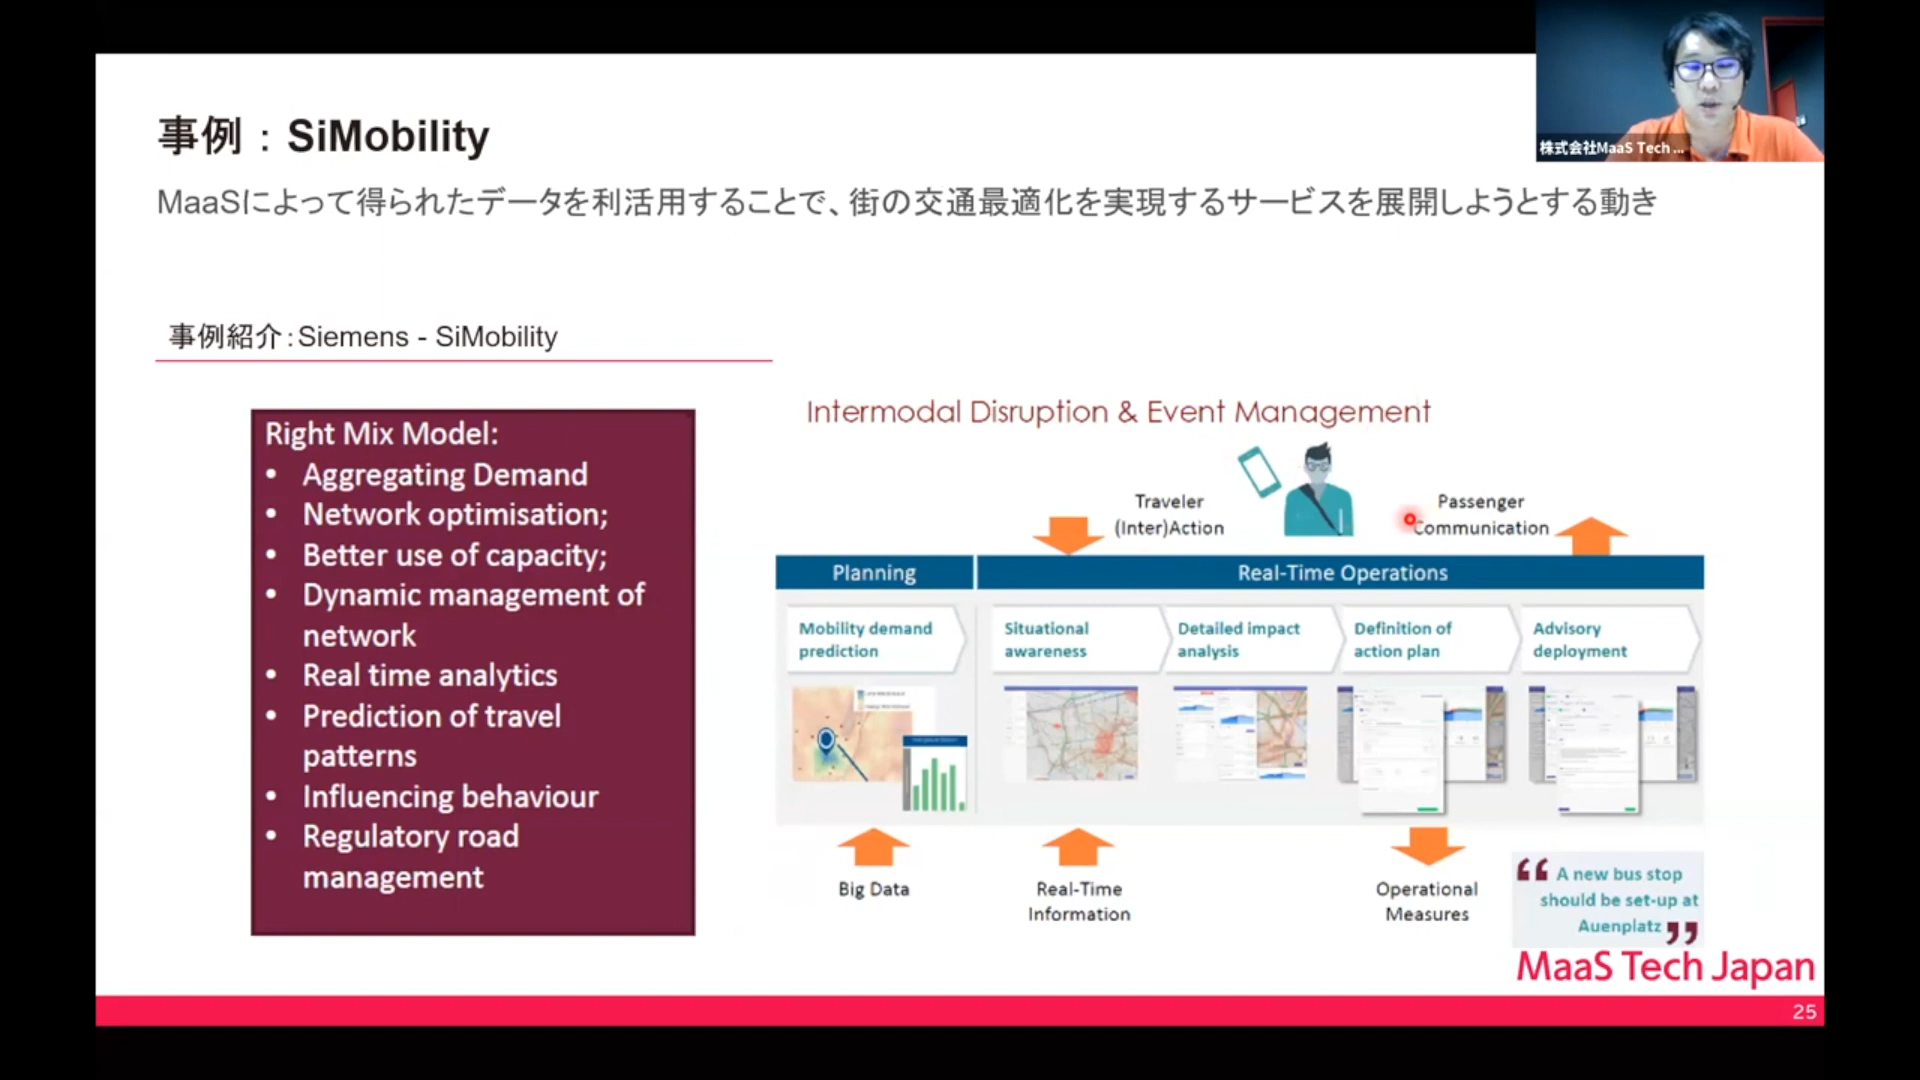 事例：SiMobility
株式会社MaaS Tech ...
MaaSによって得られたデータを利活用することで、街の交通最適化を実現するサービスを展開しようとする動き
事例紹介：Siemens - SiMobility
Right Mix Model:
• Aggregating Demand
• Network optimisation;
• Better use of capacity;
• Dynamic management of
network
• Real time analytics
• Prediction of travel
patterns
• Influencing behaviour
• Regulatory road
management
Intermodal Disruption & Event Management
Traveler
(Inter)Action
Passenger
Communication
Planning
Real-Time Operations
Mobility demand
prediction
Situational
awareness
Detailed impact
analysis
Definition of
action plan
Advisory
deployment
Big Data
Real-Time
Information
Operational
Measures
“ A new bus stop
should be set-up at
Auenplatz ”
MaaS Tech Japan
25